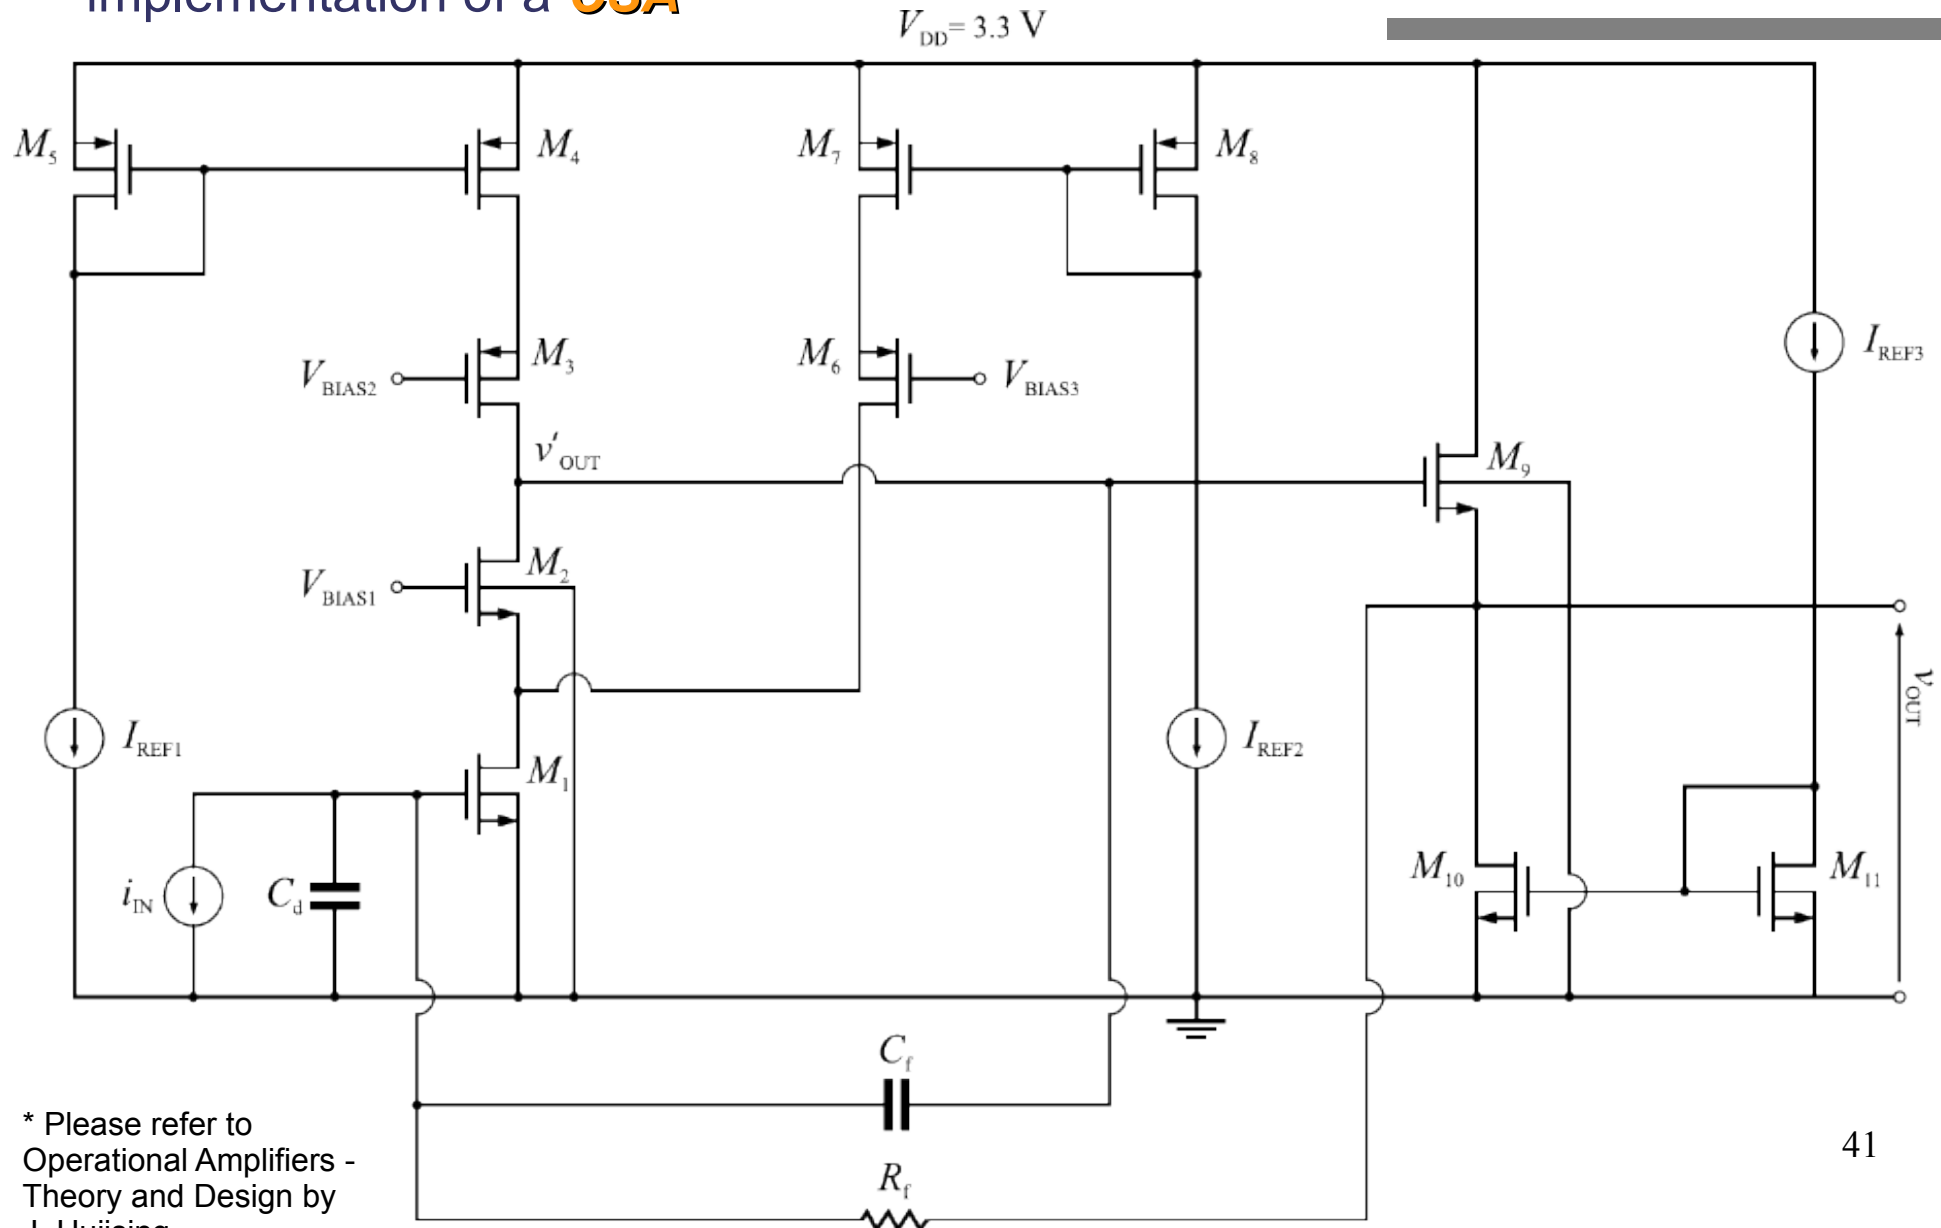 implementation of a CSA
V_DD = 3.3 V
M_5
M_4
M_7
M_8
V_BIAS2
M_3
M_6
V_BIAS3
I_REF3
v'_OUT
M_9
V_BIAS1
M_2
v_OUT
I_REF1
M_1
I_REF2
i_IN
C_d
M_10
M_11
C_f
* Please refer to
Operational Amplifiers -
Theory and Design by
41
R_f